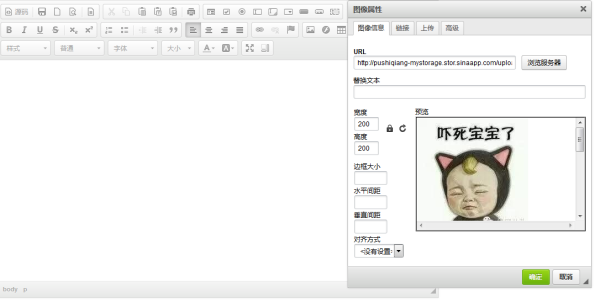 源码
B I U S x₂ x² Iₓ
样式 普通 字体 大小 A A
body p
图像属性
图像信息 链接 上传 高级
URL
http://pushiqiang-mystorage.stor.sinaapp.com/uplo
浏览服务器
替换文本
宽度
200
高度
200
边框大小
水平间距
垂直间距
对齐方式
<没有设置>
预览
吓死宝宝了
确定 取消